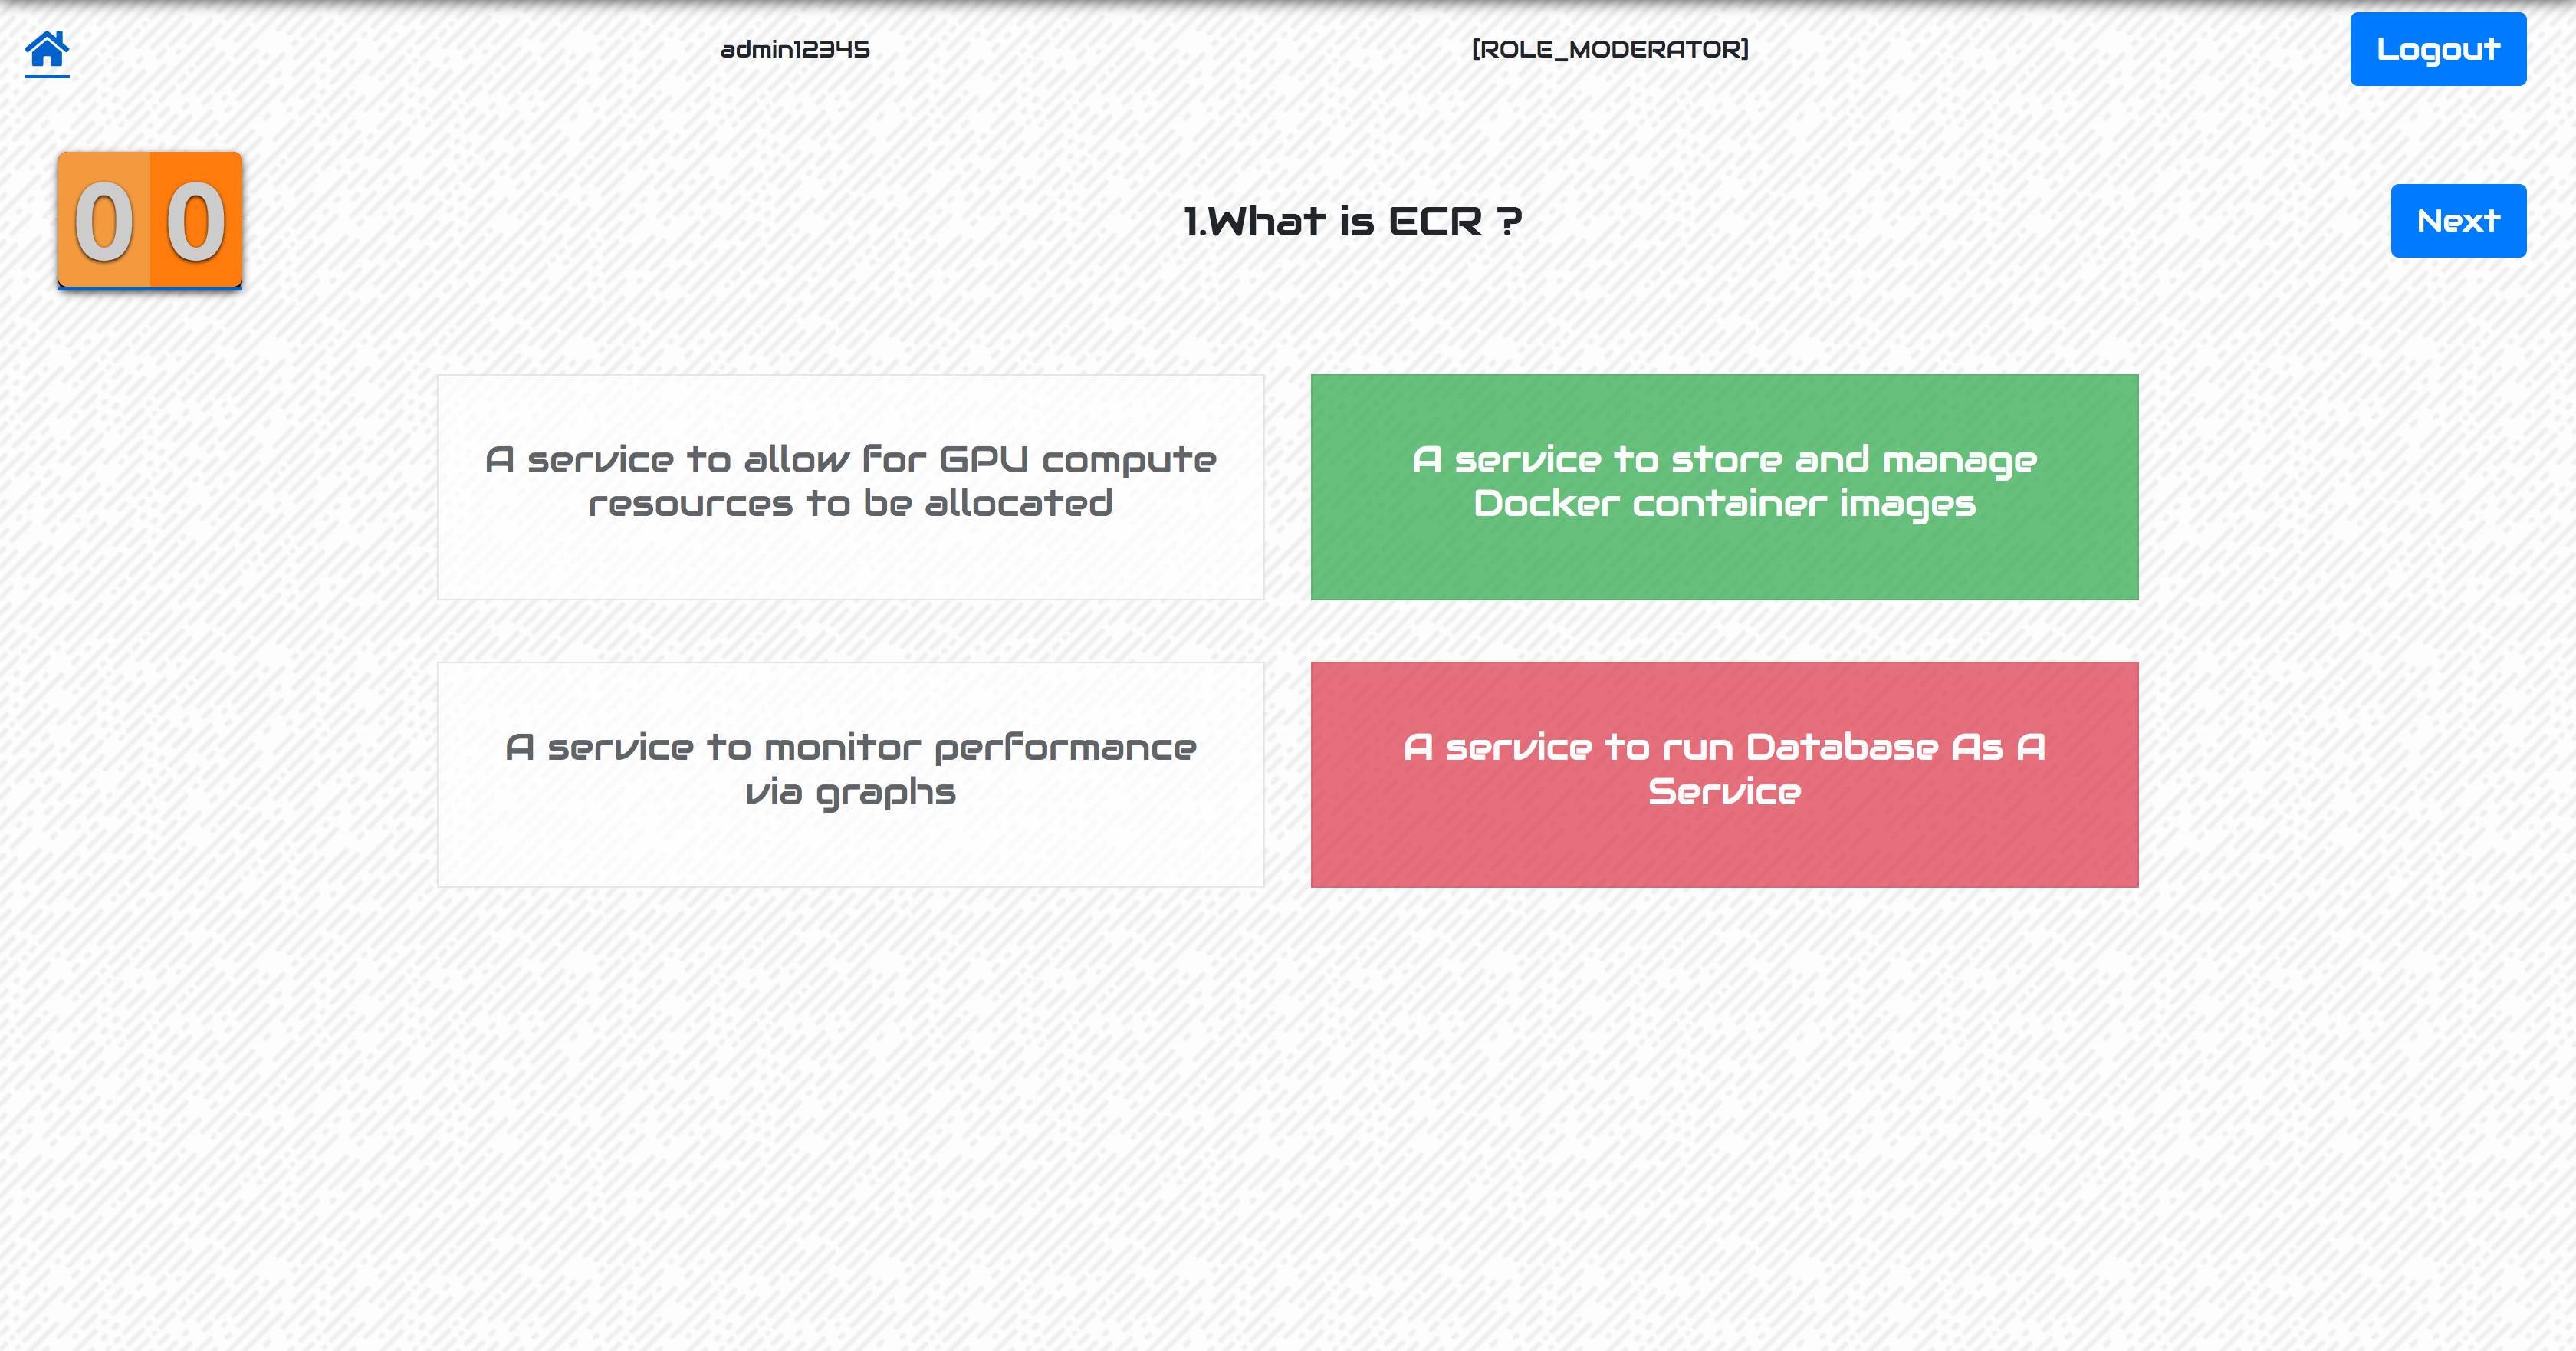 admin12345
[ROLE_MODERATOR]
Logout
00
1.What is ECR ?
Next
A service to allow for GPU compute
resources to be allocated
A service to store and manage
Docker container images
A service to monitor performance
via graphs
A service to run Database As A
Service